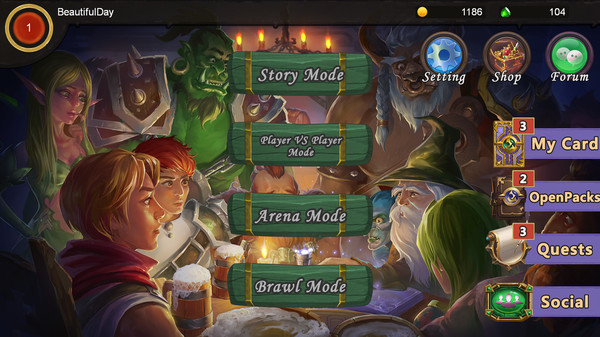 BeautifulDay
1186
104
1
Setting
Shop
Forum
Story Mode
Player VS Player
Mode
Arena Mode
Brawl Mode
3
My Card
2
OpenPacks
3
Quests
Social